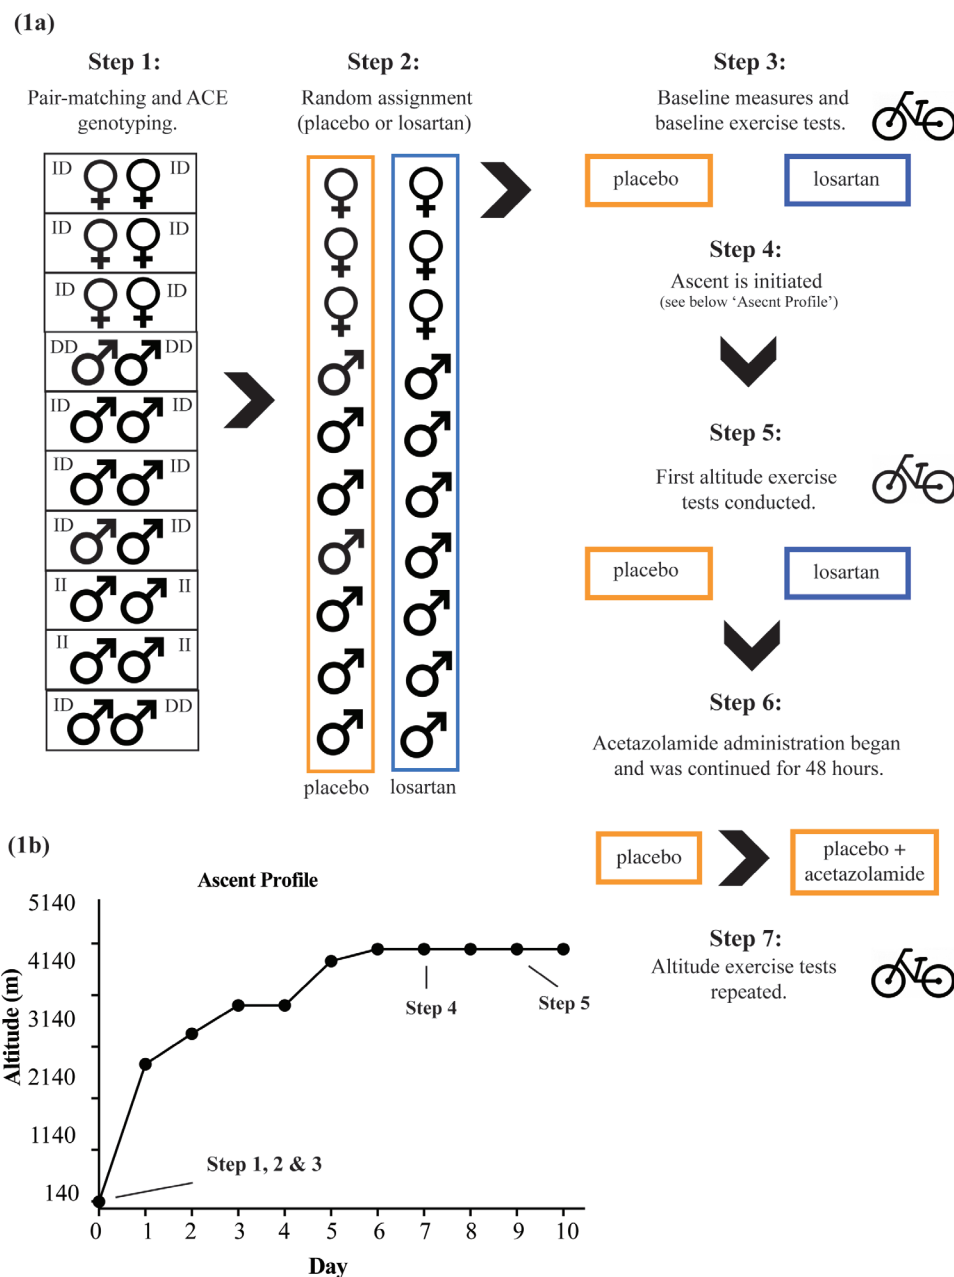 (1a)
Step 1:
Pair-matching and ACE
genotyping.
ID ID
ID ID
ID ID
DD DD
ID ID
ID ID
ID ID
II II
II II
ID DD
Step 2:
Random assignment
(placebo or losartan)
placebo losartan
Step 3:
Baseline measures and
baseline exercise tests.
placebo losartan
Step 4:
Ascent is initiated
(see below ‘Asecnt Profile’)
Step 5:
First altitude exercise
tests conducted.
placebo losartan
Step 6:
Acetazolamide administration began
and was continued for 48 hours.
placebo
placebo +
acetazolamide
Step 7:
Altitude exercise tests
repeated.
(1b)
Ascent Profile
Altitude (m)
5140
4140
3140
2140
1140
140
Step 4
Step 5
Step 1, 2 & 3
0 1 2 3 4 5 6 7 8 9 10
Day